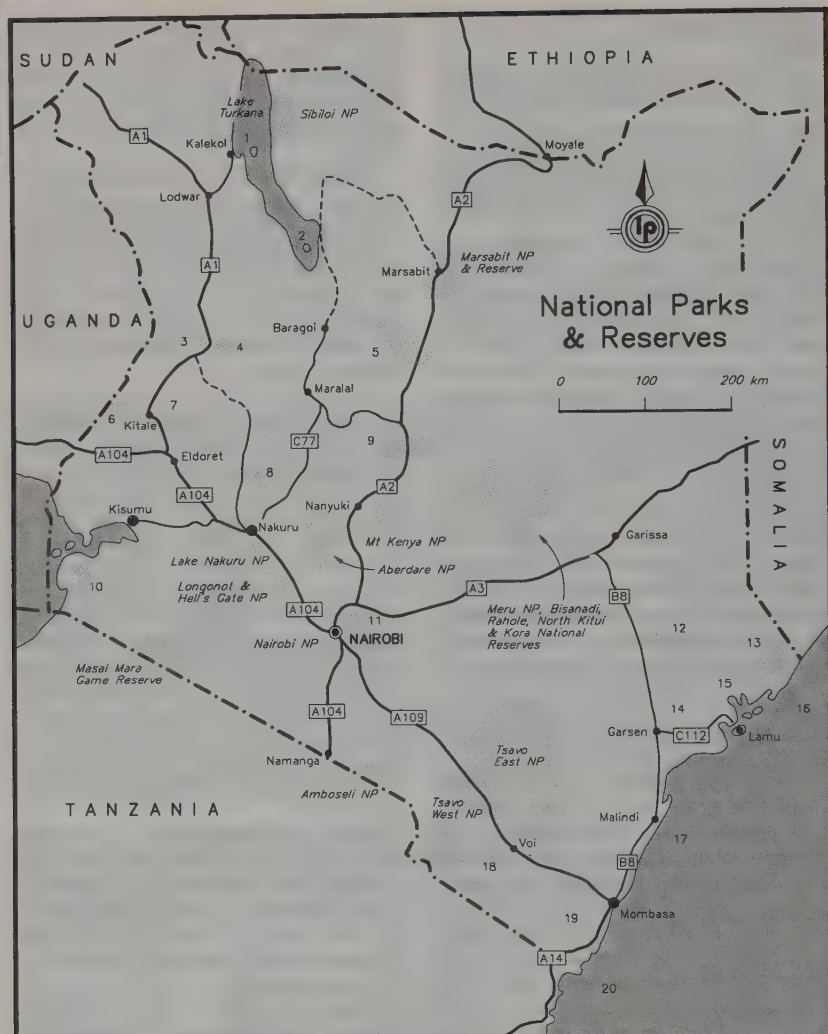 SUDAN
ETHIOPIA
Lake
Turkana
Sibiloi NP
A1
Kalekol
1
Moyale
Lodwar
A2
lp
2
A1
Marsabit
Marsabit NP
& Reserve
National Parks
& Reserves
UGANDA
Baragoi
3
4
5
0
100
200 km
Maralal
6
7
Kitale
9
C77
A104
Eldoret
SOMALIA
8
A104
A2
Nanyuki
Kisumu
Nakuru
Garissa
Mt Kenya NP
Lake Nakuru NP
Aberdare NP
A3
10
Longonot &
Hell's Gate NP
B8
A104
11
Meru NP, Bisanadi,
Rahole, North Kitui
& Kora National
Reserves
12
NAIROBI
Nairobi NP
13
Masai Mara
Game Reserve
15
16
A104
A109
14
Garsen
C112
Lamu
Namanga
Tsavo
East NP
Amboseli NP
TANZANIA
Tsavo
West NP
Malindi
17
Voi
18
B8
19
Mombasa
A14
20